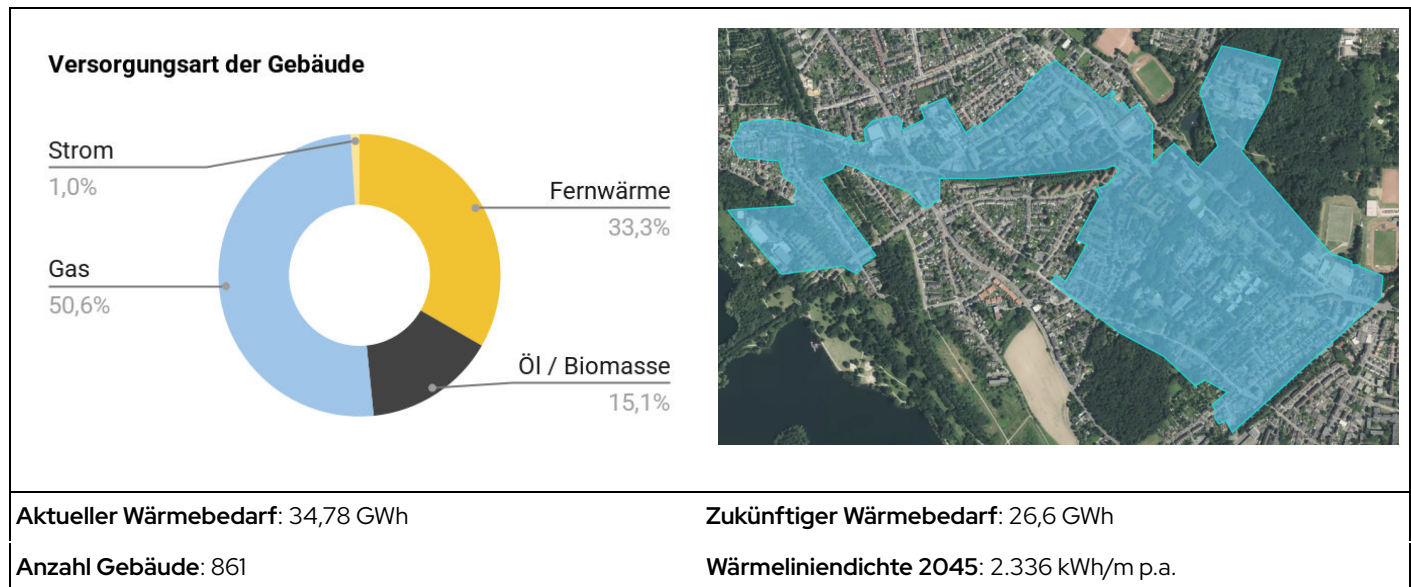 Versorgungsart der Gebäude
Strom
1,0%
Fernwärme
33,3%
Gas
50,6%
Öl / Biomasse
15,1%
Aktueller Wärmebedarf: 34,78 GWh
Zukünftiger Wärmebedarf: 26,6 GWh
Anzahl Gebäude: 861
Wärmeliniendichte 2045: 2.336 kWh/m p.a.